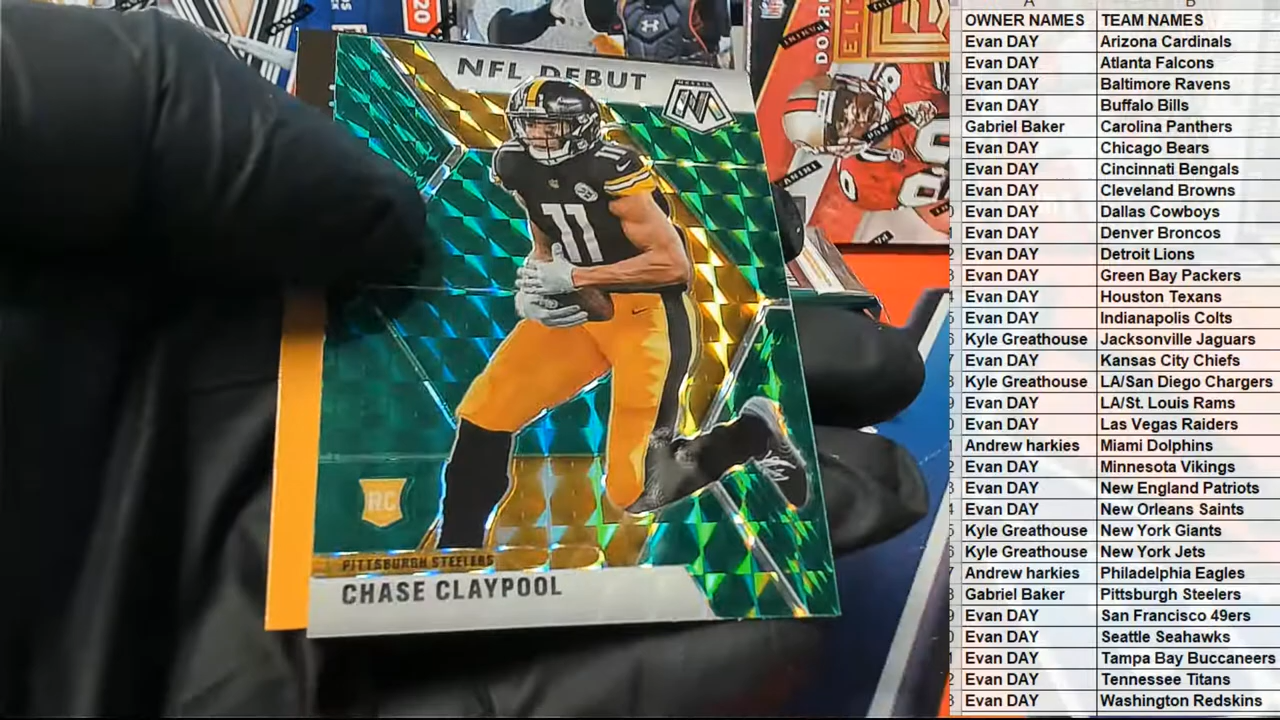 20
NFL DEBUT
MOSAIC
11
11
RC
PITTSBURGH STEELERS
CHASE CLAYPOOL
NFL
ELIT
PANINI
A B
OWNER NAMES TEAM NAMES
Evan DAY Arizona Cardinals
Evan DAY Atlanta Falcons
Evan DAY Baltimore Ravens
Evan DAY Buffalo Bills
Gabriel Baker Carolina Panthers
Evan DAY Chicago Bears
Evan DAY Cincinnati Bengals
Evan DAY Cleveland Browns
Evan DAY Dallas Cowboys
Evan DAY Denver Broncos
Evan DAY Detroit Lions
Evan DAY Green Bay Packers
Evan DAY Houston Texans
Evan DAY Indianapolis Colts
Kyle Greathouse Jacksonville Jaguars
Evan DAY Kansas City Chiefs
Kyle Greathouse LA/San Diego Chargers
Evan DAY LA/St. Louis Rams
Evan DAY Las Vegas Raiders
Andrew harkies Miami Dolphins
Evan DAY Minnesota Vikings
Evan DAY New England Patriots
Evan DAY New Orleans Saints
Kyle Greathouse New York Giants
Kyle Greathouse New York Jets
Andrew harkies Philadelphia Eagles
Gabriel Baker Pittsburgh Steelers
Evan DAY San Francisco 49ers
Evan DAY Seattle Seahawks
Evan DAY Tampa Bay Buccaneers
Evan DAY Tennessee Titans
Evan DAY Washington Redskins